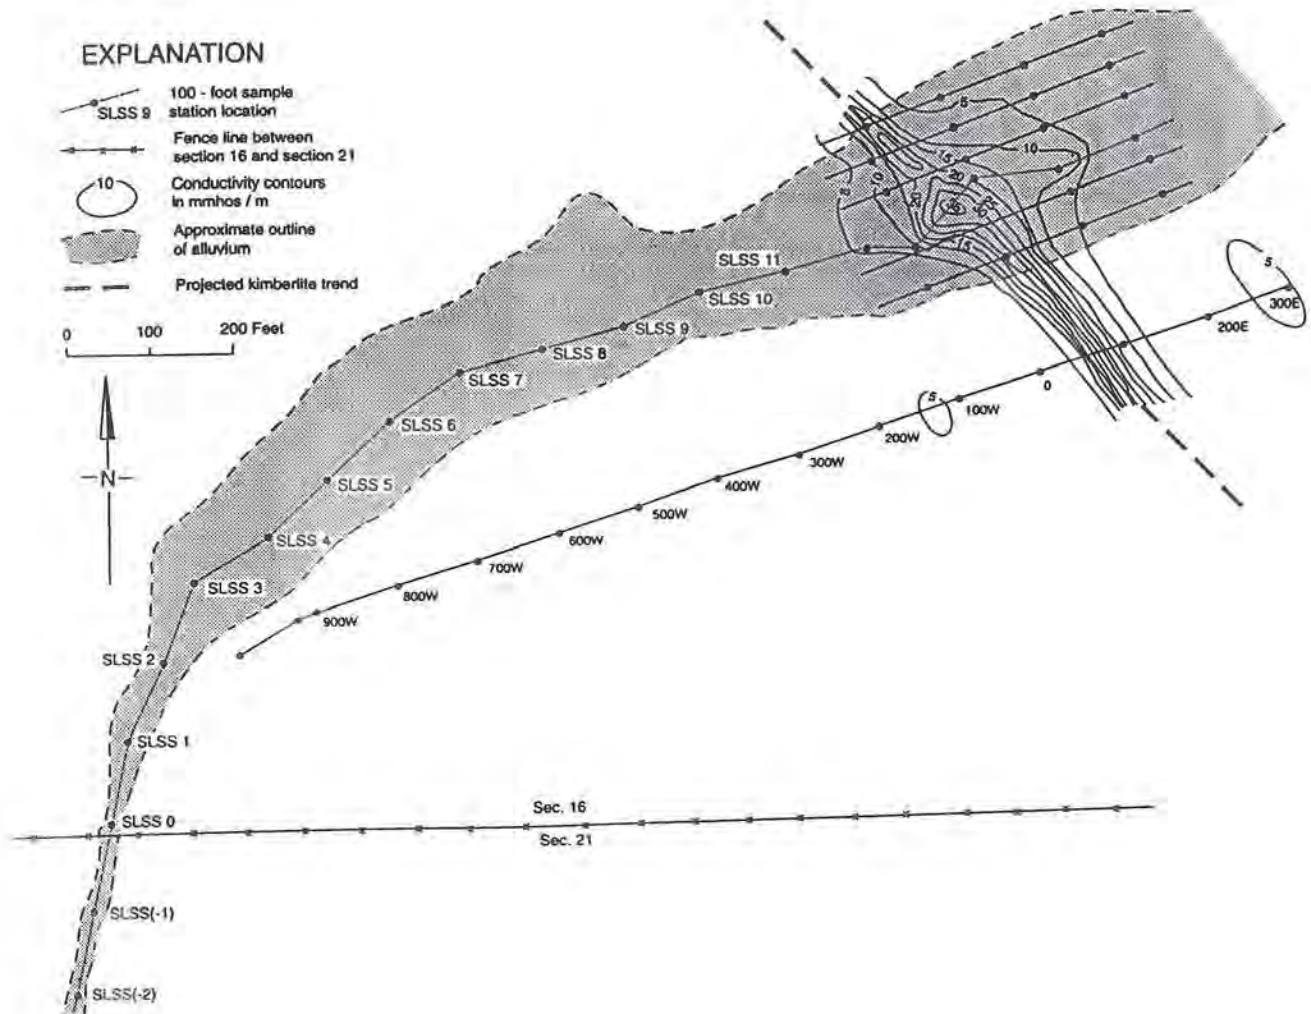 EXPLANATION
SLSS 9
100 - foot sample
station location
Fence line between
section 16 and section 21
10
Conductivity contours
in mmhos / m
Approximate outline
of alluvium
Projected kimberlite trend
0 100 200 Feet
N
5
10
15
20
10
20
25
30
35
15
SLSS 11
SLSS 10
SLSS 9
SLSS 8
SLSS 7
SLSS 6
SLSS 5
SLSS 4
SLSS 3
SLSS 2
SLSS 1
SLSS 0
SLSS(-1)
SLSS(-2)
5
300E
200E
0
5
100W
200W
300W
400W
500W
600W
700W
800W
900W
Sec. 16
Sec. 21